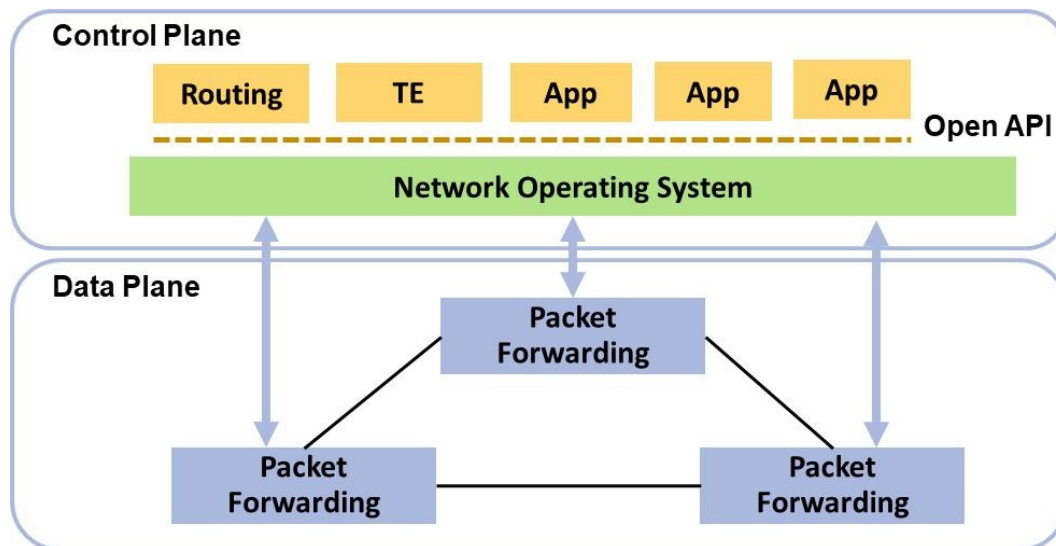 Control Plane
Routing
TE
App
App
App
Open API
Network Operating System
Data Plane
Packet
Forwarding
Packet
Forwarding
Packet
Forwarding